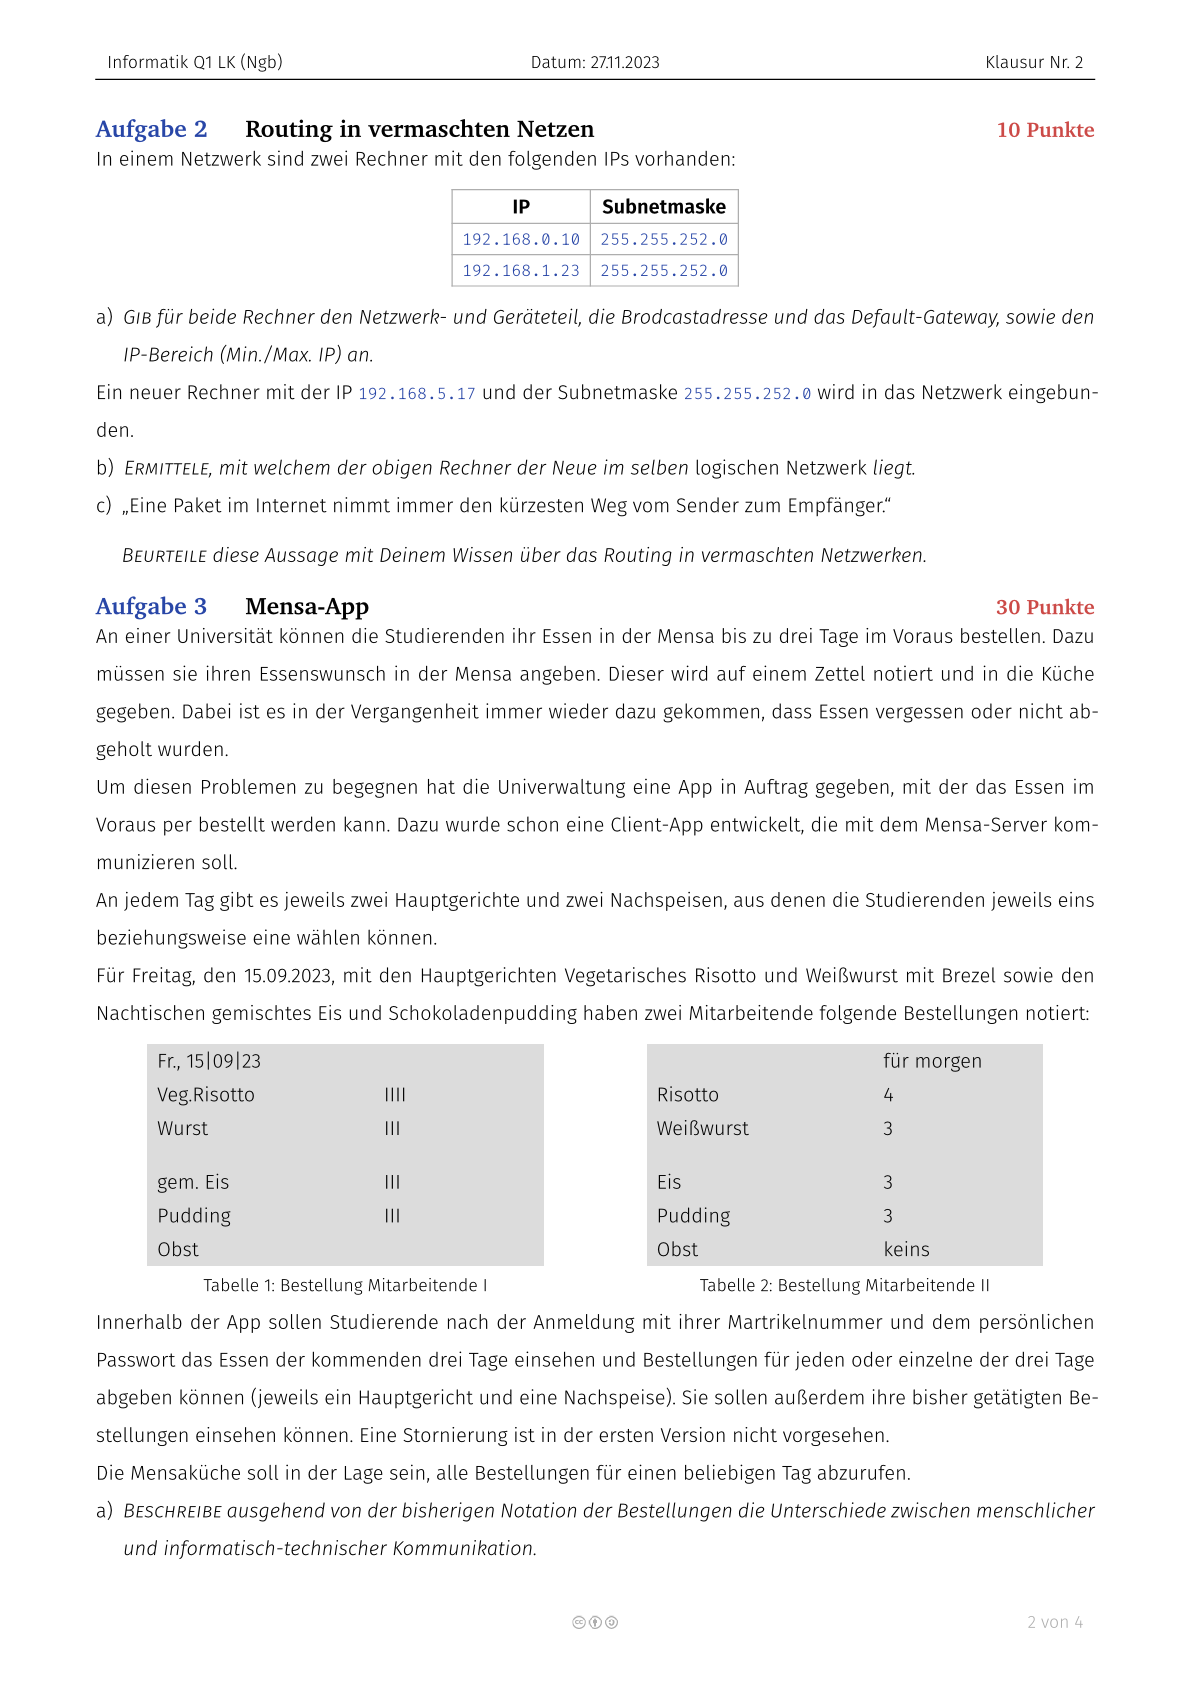 Informatik Q1 LK (Ngb) Datum: 27.11.2023 Klausur Nr. 2
Aufgabe 2 Routing in vermaschten Netzen 10 Punkte
In einem Netzwerk sind zwei Rechner mit den folgenden IPs vorhanden:
IP Subnetmaske
192.168.0.10 255.255.252.0
192.168.1.23 255.255.252.0
a) GIB für beide Rechner den Netzwerk- und Geräteteil, die Brodcastadresse und das Default-Gateway, sowie den
IP-Bereich (Min./Max. IP) an.
Ein neuer Rechner mit der IP 192.168.5.17 und der Subnetmaske 255.255.252.0 wird in das Netzwerk eingebun-
den.
b) ERMITTELE, mit welchem der obigen Rechner der Neue im selben logischen Netzwerk liegt.
c) „Eine Paket im Internet nimmt immer den kürzesten Weg vom Sender zum Empfänger.“
BEURTEILE diese Aussage mit Deinem Wissen über das Routing in vermaschten Netzwerken.
Aufgabe 3 Mensa-App 30 Punkte
An einer Universität können die Studierenden ihr Essen in der Mensa bis zu drei Tage im Voraus bestellen. Dazu
müssen sie ihren Essenswunsch in der Mensa angeben. Dieser wird auf einem Zettel notiert und in die Küche
gegeben. Dabei ist es in der Vergangenheit immer wieder dazu gekommen, dass Essen vergessen oder nicht ab-
geholt wurden.
Um diesen Problemen zu begegnen hat die Univerwaltung eine App in Auftrag gegeben, mit der das Essen im
Voraus per bestellt werden kann. Dazu wurde schon eine Client-App entwickelt, die mit dem Mensa-Server kom-
munizieren soll.
An jedem Tag gibt es jeweils zwei Hauptgerichte und zwei Nachspeisen, aus denen die Studierenden jeweils eins
beziehungsweise eine wählen können.
Für Freitag, den 15.09.2023, mit den Hauptgerichten Vegetarisches Risotto und Weißwurst mit Brezel sowie den
Nachtischen gemischtes Eis und Schokoladenpudding haben zwei Mitarbeitende folgende Bestellungen notiert:
Fr., 15|09|23
Veg.Risotto IIII
Wurst III
gem. Eis III
Pudding III
Obst
Tabelle 1: Bestellung Mitarbeitende I
für morgen
Risotto 4
Weißwurst 3
Eis 3
Pudding 3
Obst keins
Tabelle 2: Bestellung Mitarbeitende II
Innerhalb der App sollen Studierende nach der Anmeldung mit ihrer Martrikelnummer und dem persönlichen
Passwort das Essen der kommenden drei Tage einsehen und Bestellungen für jeden oder einzelne der drei Tage
abgeben können (jeweils ein Hauptgericht und eine Nachspeise). Sie sollen außerdem ihre bisher getätigten Be-
stellungen einsehen können. Eine Stornierung ist in der ersten Version nicht vorgesehen.
Die Mensaküche soll in der Lage sein, alle Bestellungen für einen beliebigen Tag abzurufen.
a) BESCHREIBE ausgehend von der bisherigen Notation der Bestellungen die Unterschiede zwischen menschlicher
und informatisch-technischer Kommunikation.
2 von 4